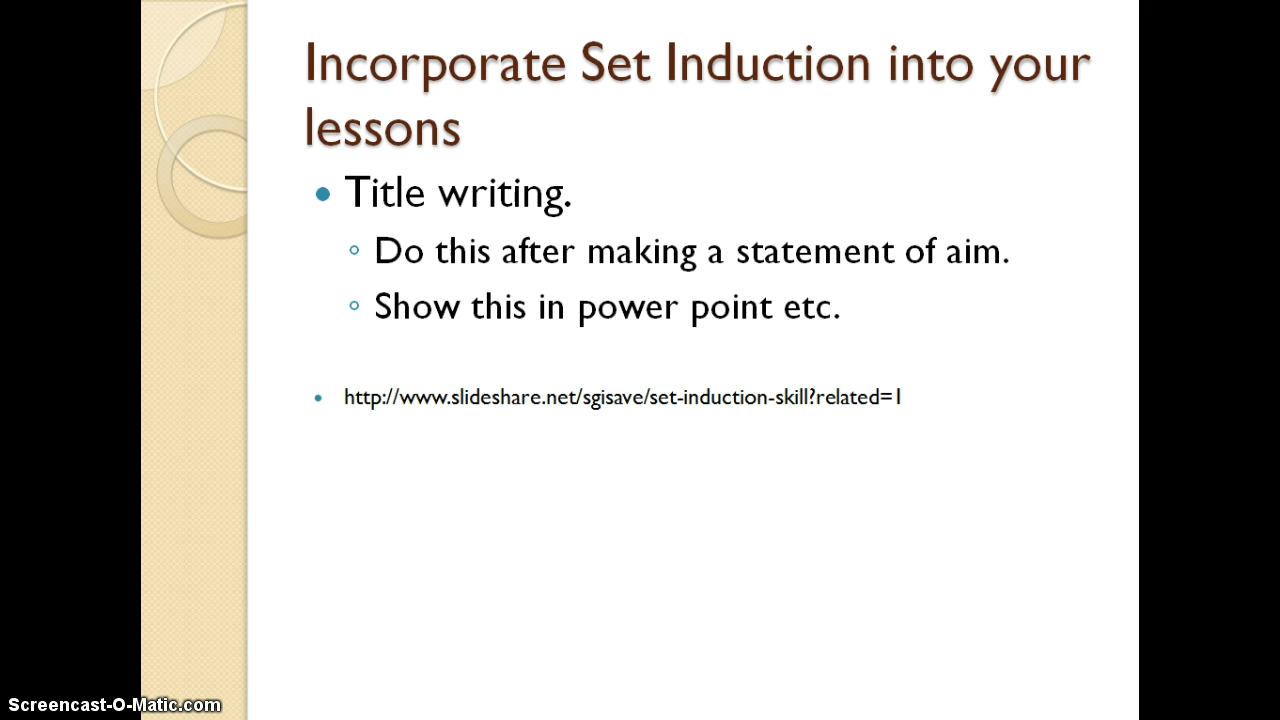 Incorporate Set Induction into your
lessons
Title writing.
Do this after making a statement of aim.
Show this in power point etc.
http://www.slideshare.net/sgisave/set-induction-skill?related=1
Screencast-O-Matic.com